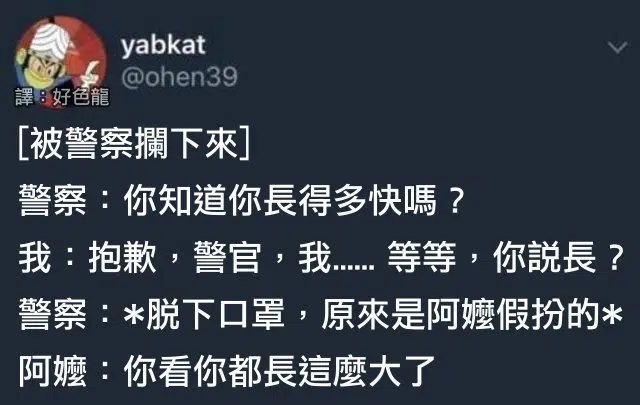 yabkat
@ohen39
譯：好色龍
[被警察攔下來]
警察：你知道你長得多快嗎？
我：抱歉，警官，我…… 等等，你説長？
警察：*脱下口罩，原來是阿嬤假扮的*
阿嬤：你看你都長這麼大了